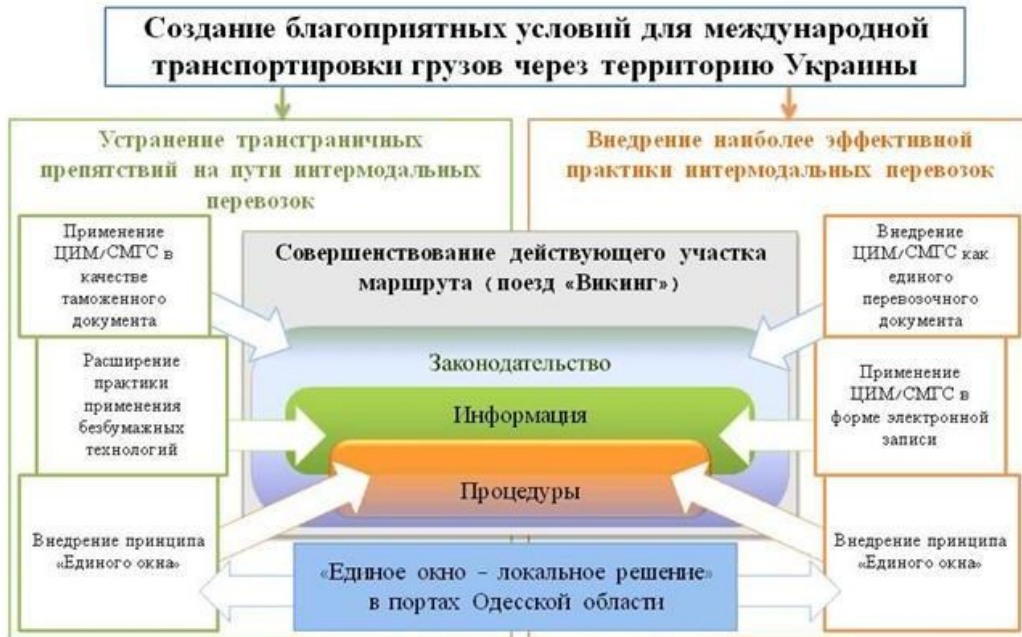 Создание благоприятных условий для международной
транспортировки грузов через территорию Украины
Устранение трансграничных
препятствий на пути интермодальных
перевозок
Внедрение наиболее эффективной
практики интермодальных перевозок
Применение
ЦИМ/СМГС в
качестве
таможенного
документа
Расширение
практики
применения
безбумажных
технологий
Внедрение принципа
«Единого окна»
Совершенствование действующего участка
маршрута (поезд «Викинг»)
Законодательство
Информация
Процедуры
«Единое окно – локальное решение»
в портах Одесской области
Внедрение
ЦИМ/СМГС как
единого
перевозочного
документа
Применение
ЦИМ/СМГС в
форме электронной
записи
Внедрение принципа
«Единого окна»